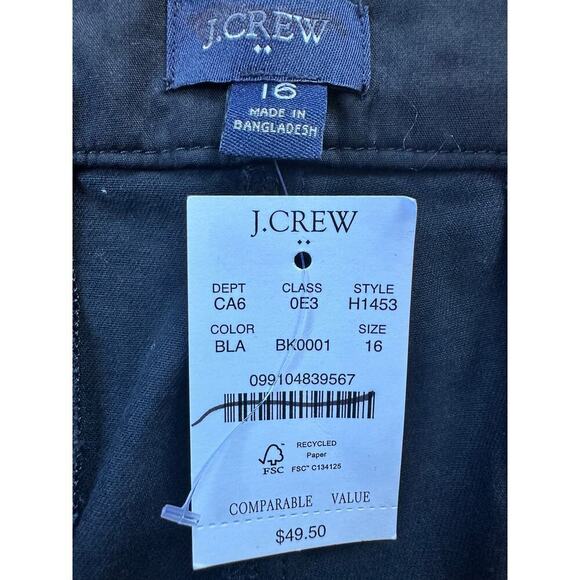 J.CREW
16
MADE IN
BANGLADESH
J.CREW
DEPT CLASS STYLE
CA6 0E3 H1453
COLOR SIZE
BLA BK0001 16
099104839567
RECYCLED
Paper
FSC FSC™ C134125
COMPARABLE VALUE
$49.50